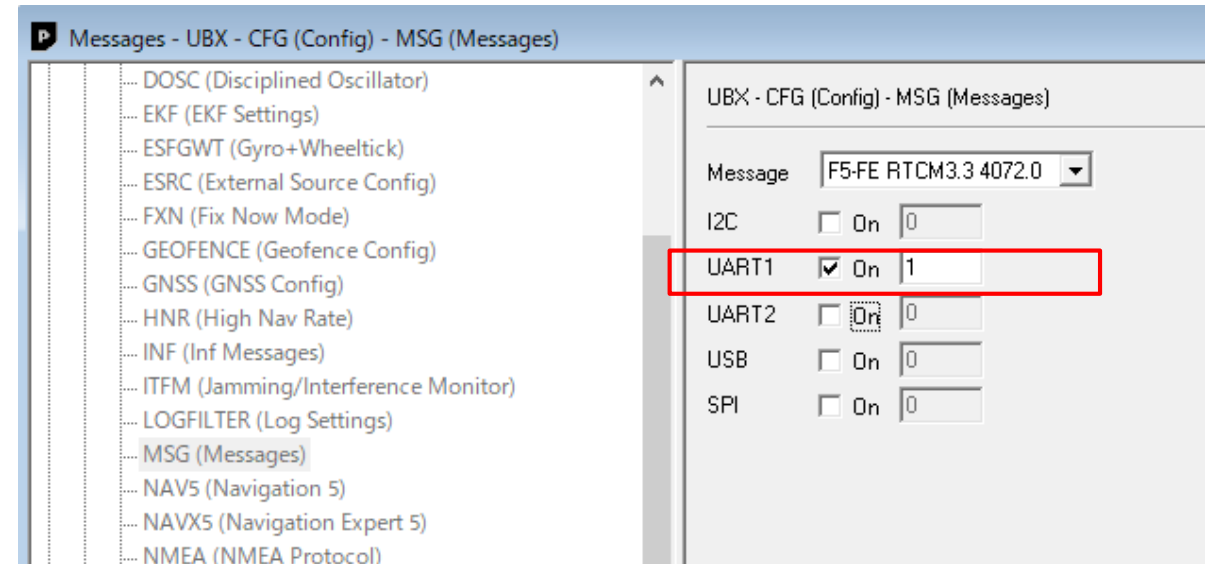 P Messages - UBX - CFG (Config) - MSG (Messages)
DOSC (Disciplined Oscillator)
EKF (EKF Settings)
ESFGWT (Gyro+Wheeltick)
ESRC (External Source Config)
FXN (Fix Now Mode)
GEOFENCE (Geofence Config)
GNSS (GNSS Config)
HNR (High Nav Rate)
INF (Inf Messages)
ITFM (Jamming/Interference Monitor)
LOGFILTER (Log Settings)
MSG (Messages)
NAV5 (Navigation 5)
NAVX5 (Navigation Expert 5)
NMEA (NMEA Protocol)
UBX - CFG (Config) - MSG (Messages)
Message F5-FE RTCM3.3 4072.0
I2C On 0
UART1 On 1
UART2 On 0
USB On 0
SPI On 0